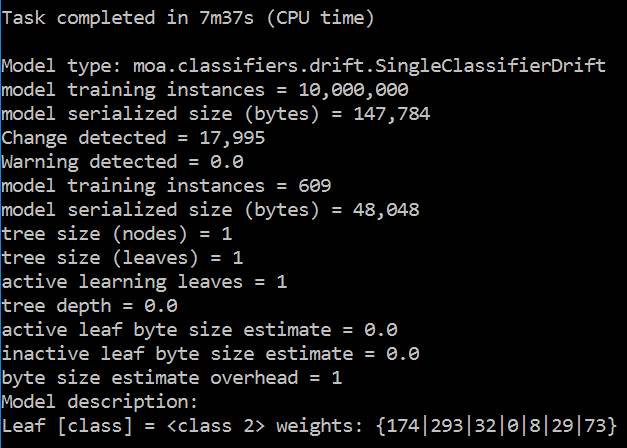 Task completed in 7m37s (CPU time)
Model type: moa.classifiers.drift.SingleClassifierDrift
model training instances = 10,000,000
model serialized size (bytes) = 147,784
Change detected = 17,995
Warning detected = 0.0
model training instances = 609
model serialized size (bytes) = 48,048
tree size (nodes) = 1
tree size (leaves) = 1
active learning leaves = 1
tree depth = 0.0
active leaf byte size estimate = 0.0
inactive leaf byte size estimate = 0.0
byte size estimate overhead = 1
Model description:
Leaf [class] = <class 2> weights: {174|293|32|0|8|29|73}